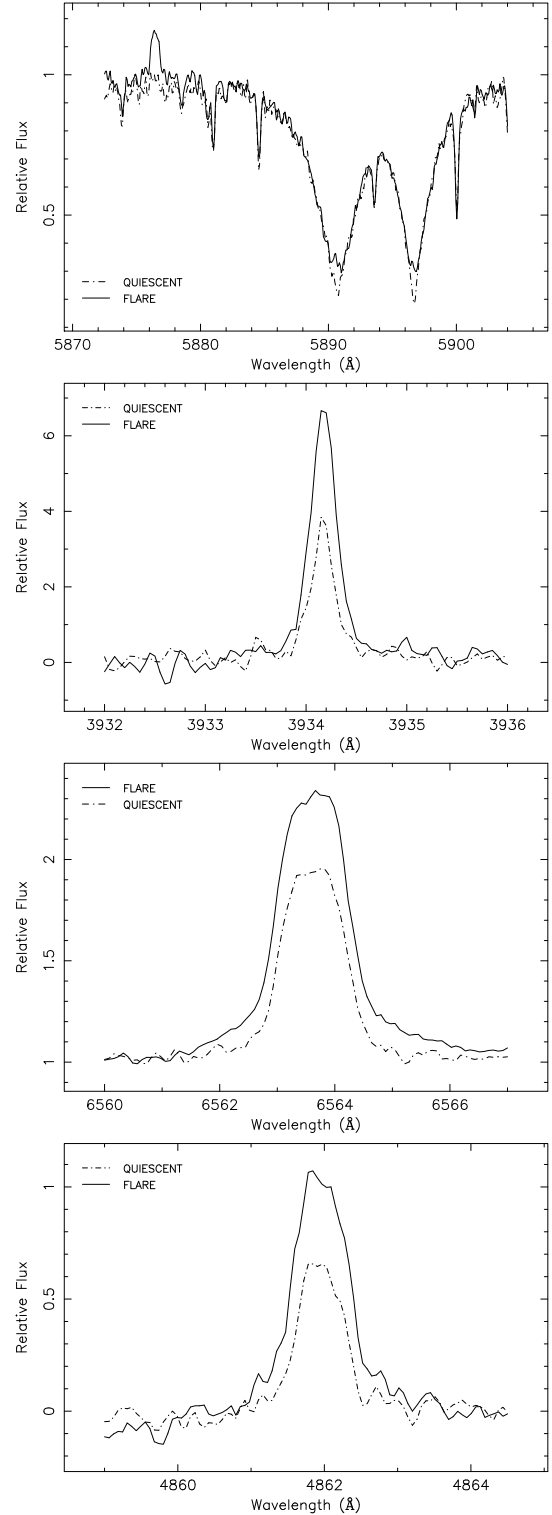 1
0.5
Relative Flux
QUIESCENT
FLARE
5870 5880 5890 5900
Wavelength (Å)
6
4
2
0
Relative Flux
QUIESCENT
FLARE
3932 3933 3934 3935 3936
Wavelength (Å)
2
1.5
1
Relative Flux
FLARE
QUIESCENT
6560 6562 6564 6566
Wavelength (Å)
1
0.5
0
Relative Flux
QUIESCENT
FLARE
4860 4862 4864
Wavelength (Å)